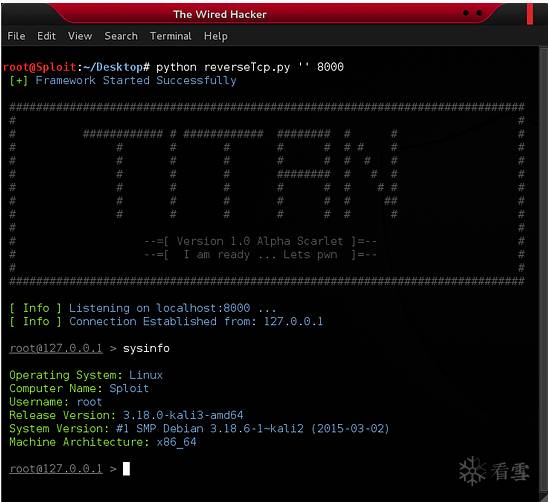 The Wired Hacker
File Edit View Search Terminal Help
root@Sploit:~/Desktop# python reverseTcp.py '' 8000
[+] Framework Started Successfully
TITAN
--=[ Version 1.0 Alpha Scarlet ]=--
--=[ I am ready ... Lets pwn ]=--
[ Info ] Listening on localhost:8000 ...
[ Info ] Connection Established from: 127.0.0.1
root@127.0.0.1 > sysinfo
Operating System: Linux
Computer Name: Sploit
Username: root
Release Version: 3.18.0-kali3-amd64
System Version: #1 SMP Debian 3.18.6-1~kali2 (2015-03-02)
Machine Architecture: x86_64
root@127.0.0.1 >
看雪